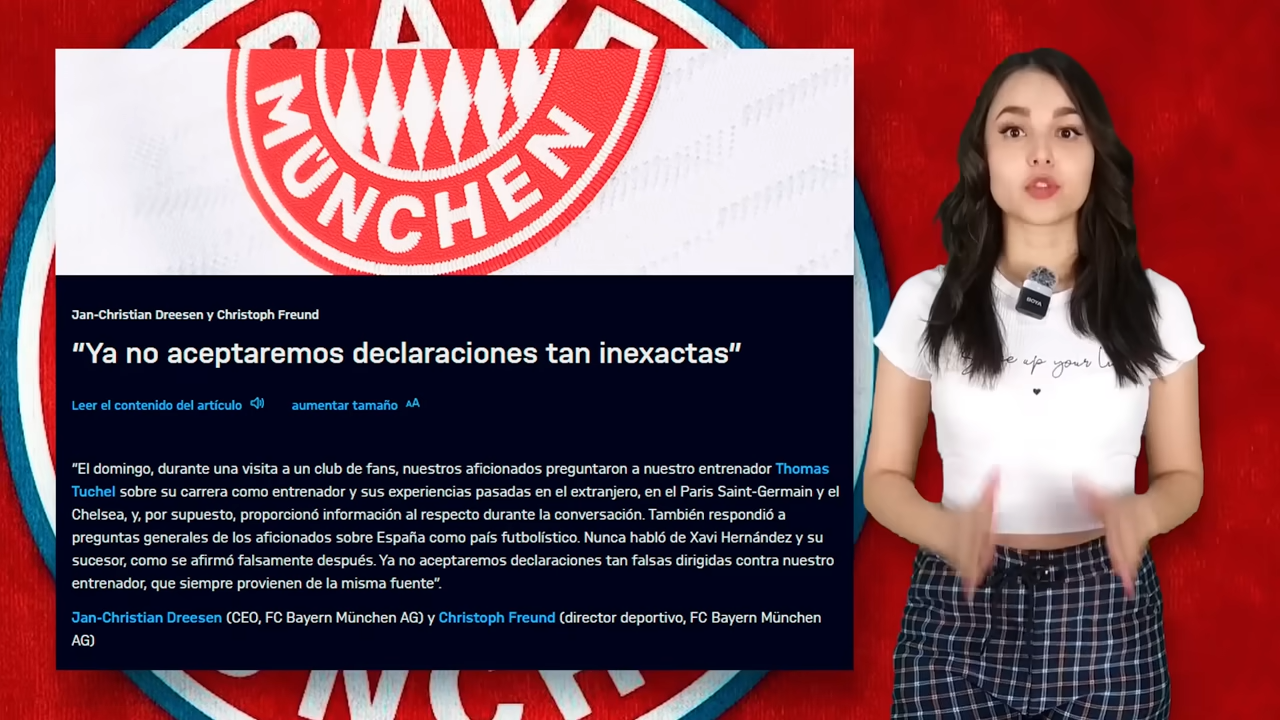 BAYE
MÜNCHEN
Jan-Christian Dreesen y Christoph Freund
“Ya no aceptaremos declaraciones tan inexactas”
Leer el contenido del artículo
aumentar tamaño AA
“El domingo, durante una visita a un club de fans, nuestros aficionados preguntaron a nuestro entrenador Thomas
Tuchel sobre su carrera como entrenador y sus experiencias pasadas en el extranjero, en el Paris Saint-Germain y el
Chelsea, y, por supuesto, proporcionó información al respecto durante la conversación. También respondió a
preguntas generales de los aficionados sobre España como país futbolístico. Nunca habló de Xavi Hernández y su
sucesor, como se afirmó falsamente después. Ya no aceptaremos declaraciones tan falsas dirigidas contra nuestro
entrenador, que siempre provienen de la misma fuente”.
Jan-Christian Dreesen (CEO, FC Bayern München AG) y Christoph Freund (director deportivo, FC Bayern München
AG)
BOYA
up your